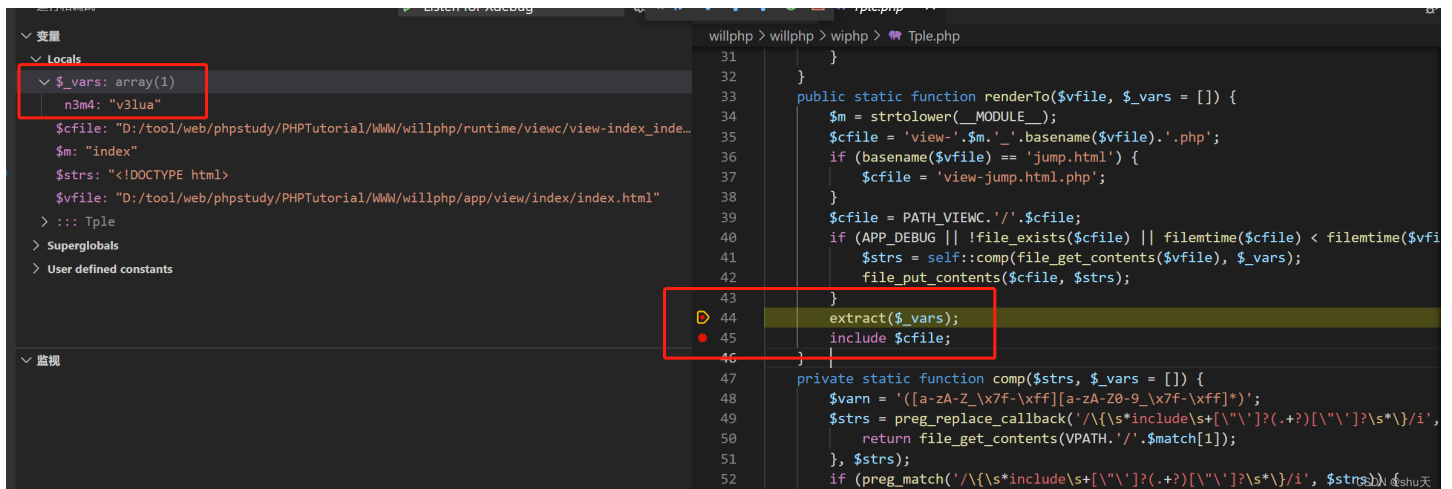 Listen for Xdebug
Tple.php
变量
Locals
$_vars: array(1)
n3m4: "v3lua"
$cfile: "D:/tool/web/phpstudy/PHPTutorial/WWW/willphp/runtime/viewc/view-index_inde…
$m: "index"
$strs: "<!DOCTYPE html>
$vfile: "D:/tool/web/phpstudy/PHPTutorial/WWW/willphp/app/view/index/index.html"
::: Tple
Superglobals
User defined constants
监视
willphp > willphp > wiphp > Tple.php
31 }
32 }
33 public static function renderTo($vfile, $_vars = []) {
34 $m = strtolower(__MODULE__);
35 $cfile = 'view-'.$m.'_'.basename($vfile).'.php';
36 if (basename($vfile) == 'jump.html') {
37 $cfile = 'view-jump.html.php';
38 }
39 $cfile = PATH_VIEWC.'/'.$cfile;
40 if (APP_DEBUG || !file_exists($cfile) || filemtime($cfile) < filemtime($vfi
41 $strs = self::comp(file_get_contents($vfile), $_vars);
42 file_put_contents($cfile, $strs);
43 }
44 extract($_vars);
45 include $cfile;
46 }
47 private static function comp($strs, $_vars = []) {
48 $varn = '([a-zA-Z_\x7f-\xff][a-zA-Z0-9_\x7f-\xff]*)';
49 $strs = preg_replace_callback('/\{\s*include\s+[\"\']?(.+?)[\"\']?\s*\}/i',
50 return file_get_contents(VPATH.'/'.$match[1]);
51 }, $strs);
52 if (preg_match('/\{\s*include\s+[\"\']?(.+?)[\"\']?\s*\}/i', $strs)) {
CSDN @shu天